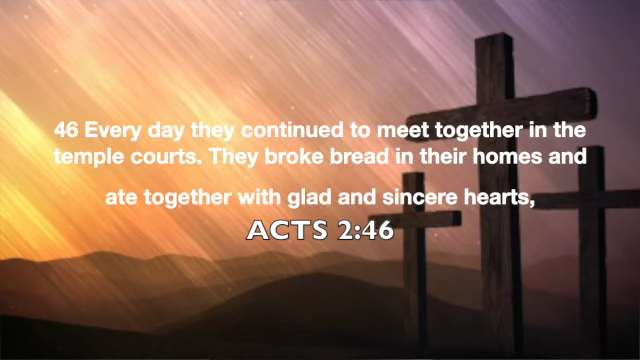 46 Every day they continued to meet together in the
temple courts. They broke bread in their homes and
ate together with glad and sincere hearts,
ACTS 2:46